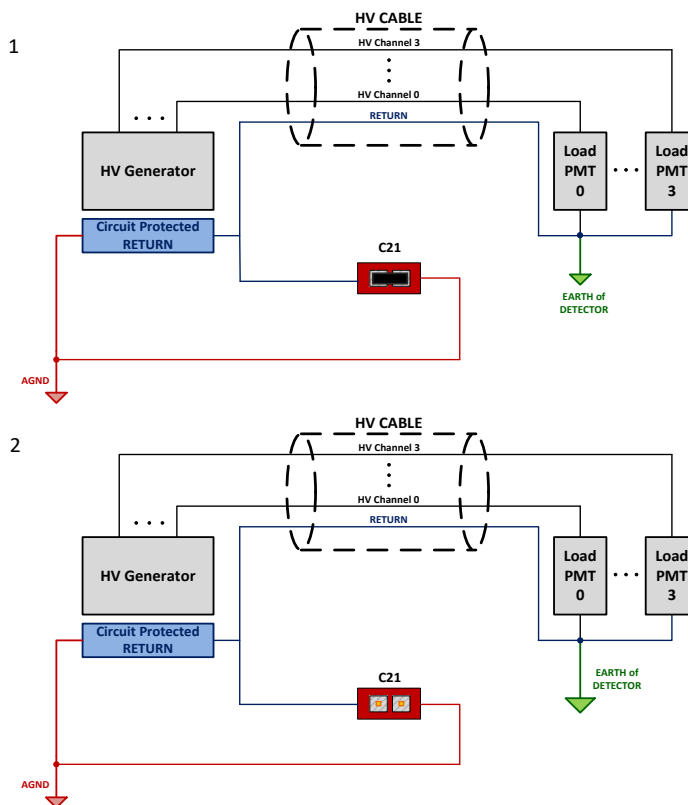 1
HV CABLE
HV Channel 3
HV Channel 0
RETURN
HV Generator
Load
PMT
0
Load
PMT
3
Circuit Protected
RETURN
C21
EARTH of
DETECTOR
AGND
2
HV CABLE
HV Channel 3
HV Channel 0
RETURN
HV Generator
Load
PMT
0
Load
PMT
3
Circuit Protected
RETURN
C21
EARTH of
DETECTOR
AGND